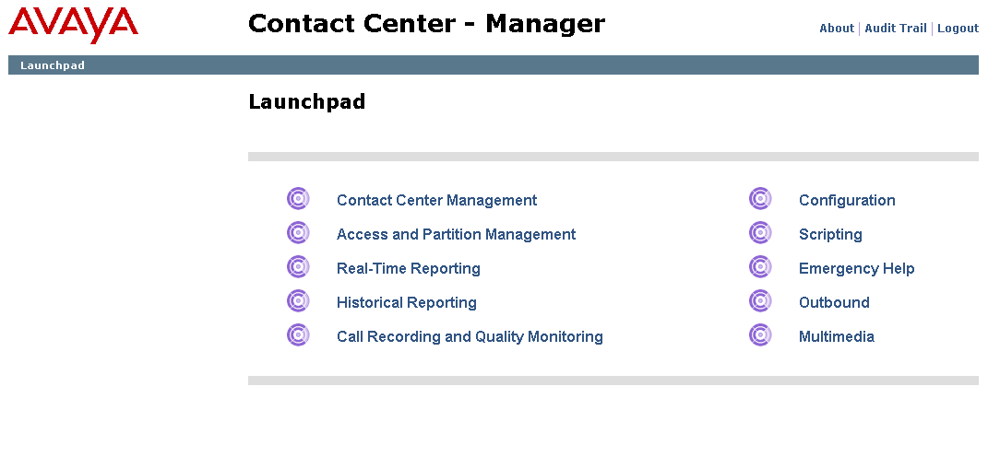 AVAYA
Contact Center - Manager
About | Audit Trail | Logout
Launchpad
Launchpad
Contact Center Management
Configuration
Access and Partition Management
Scripting
Real-Time Reporting
Emergency Help
Historical Reporting
Outbound
Call Recording and Quality Monitoring
Multimedia